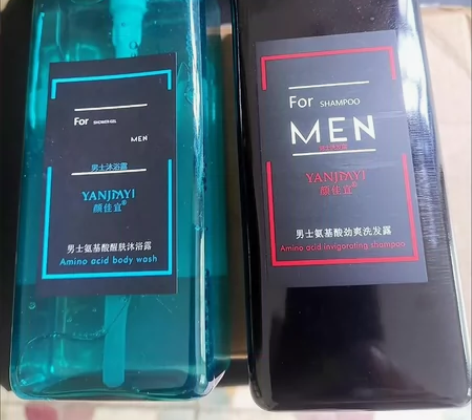 For SHOWER GEL
MEN
男士沐浴露
YANJIAYI
颜佳宜®
男士氨基酸醒肤沐浴露
Amino acid body wash
For SHAMPOO
MEN
YANJIAYI
颜佳宜®
男士氨基酸劲爽洗发露
Amino acid invigorating shampoo